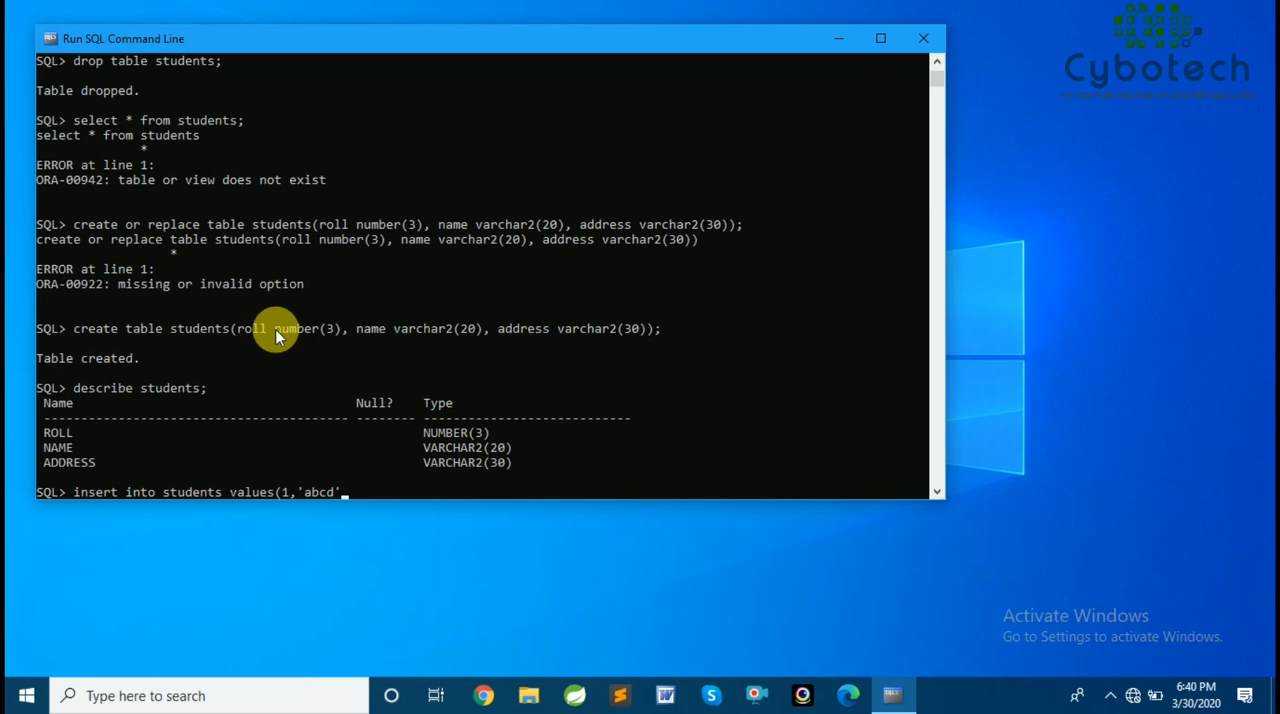 Run SQL Command Line
SQL> drop table students;
Table dropped.
SQL> select * from students;
select * from students
*
ERROR at line 1:
ORA-00942: table or view does not exist
SQL> create or replace table students(roll number(3), name varchar2(20), address varchar2(30));
create or replace table students(roll number(3), name varchar2(20), address varchar2(30))
*
ERROR at line 1:
ORA-00922: missing or invalid option
SQL> create table students(roll number(3), name varchar2(20), address varchar2(30));
Table created.
SQL> describe students;
Name Null? Type
----------------------------------------- -------- ----------------------------
ROLL NUMBER(3)
NAME VARCHAR2(20)
ADDRESS VARCHAR2(30)
SQL> insert into students values(1,'abcd'
Cybotech
Activate Windows
Go to Settings to activate Windows.
Type here to search
6:40 PM
3/30/2020